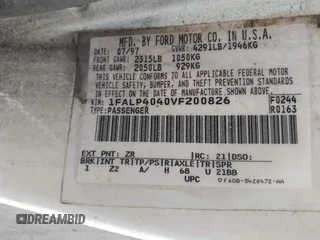 MFD. BY FORD MOTOR CO. IN U.S.A.
DATE: 07/97 GVWR: 4291LB/1946KG
FRONT GAWR: 2315LB 1050KG
REAR GAWR: 2050LB 929KG
THIS VEHICLE CONFORMS TO ALL APPLICABLE FEDERAL MOTOR
VEHICLE SAFETY, BUMPER, AND THEFT PREVENTION STANDARDS
IN EFFECT ON THE DATE OF MANUFACTURE SHOWN ABOVE.
VIN: 1FALP4040VF200826 F0244
TYPE: PASSENGER R0163
EXT PNT: ZR RC: 21 DSO:
BRK INT TR TP/PS R AXLE TR SPR
1 Z2 A/ H 68 U 21BB
UPC
AUTOBIDMASTER